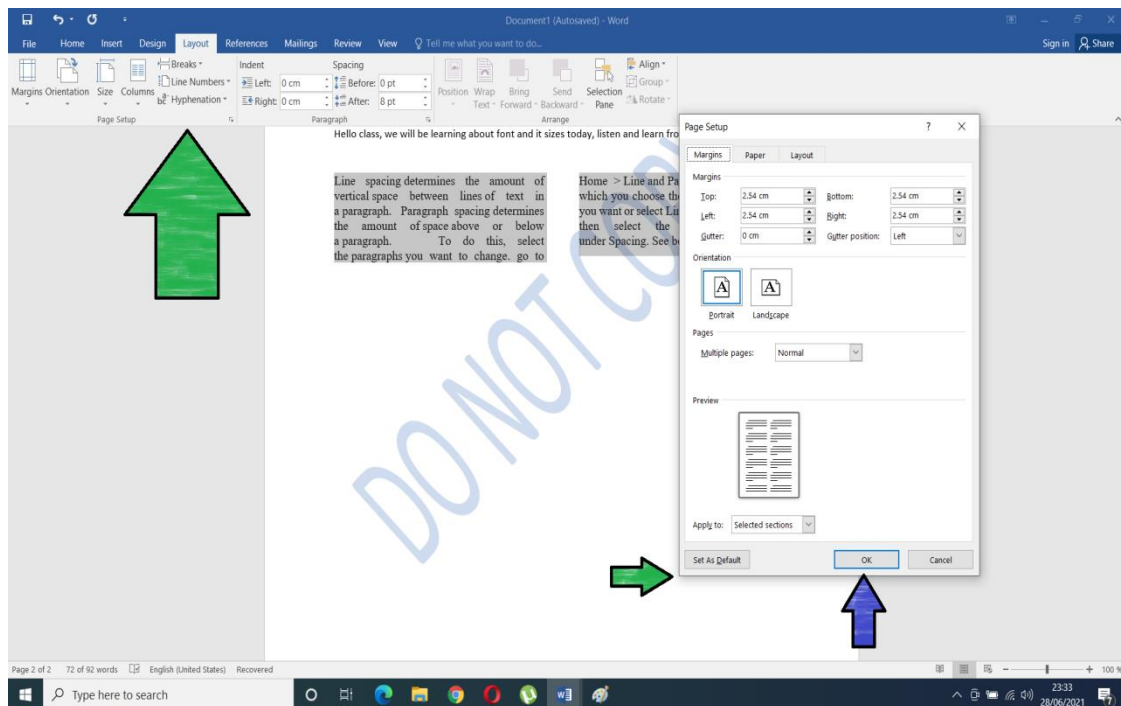 Document1 (Autosaved) - Word
File Home Insert Design Layout References Mailings Review View Tell me what you want to do... Sign in Share
Margins Orientation Size Columns Breaks Line Numbers Hyphenation
Page Setup
Indent Spacing
Left: 0 cm Before: 0 pt
Right: 0 cm After: 8 pt
Paragraph
Position Wrap Text Bring Forward Send Backward Selection Pane Align Group Rotate
Arrange
Hello class, we will be learning about font and it sizes today, listen and learn fro
Line spacing determines the amount of
vertical space between lines of text in
a paragraph. Paragraph spacing determines
the amount of space above or below
a paragraph. To do this, select
the paragraphs you want to change. go to
Home > Line and Pa
which you choose the
you want or select Li
then select the
under Spacing. See b
DO NOT COPY
Page Setup ? X
Margins Paper Layout
Margins
Top: 2.54 cm Bottom: 2.54 cm
Left: 2.54 cm Right: 2.54 cm
Gutter: 0 cm Gutter position: Left
Orientation
A A
Portrait Landscape
Pages
Multiple pages: Normal
Preview
Apply to: Selected sections
Set As Default OK Cancel
Page 2 of 2 72 of 92 words English (United States) Recovered 100 %
Type here to search
23:33
28/06/2021